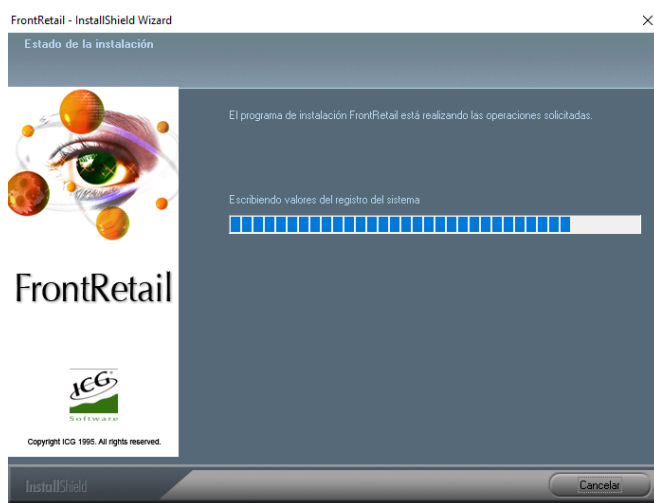 FrontRetail - InstallShield Wizard
Estado de la instalación
El programa de instalación FrontRetail está realizando las operaciones solicitadas.
Escribiendo valores del registro del sistema
FrontRetail
ICG
Software
Copyright ICG 1995. All rights reserved.
InstallShield
Cancelar